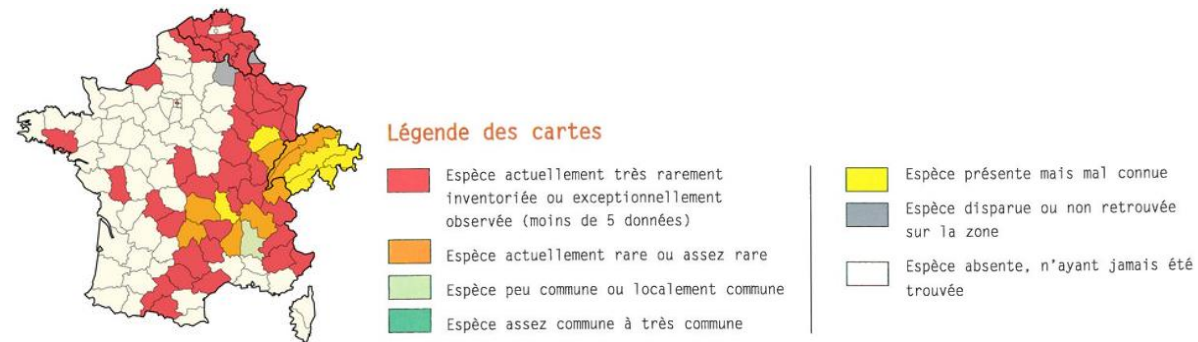 Légende des cartes
Espèce actuellement très rarement
inventoriée ou exceptionnellement
observée (moins de 5 données)
Espèce actuellement rare ou assez rare
Espèce peu commune ou localement commune
Espèce assez commune à très commune
Espèce présente mais mal connue
Espèce disparue ou non retrouvée
sur la zone
Espèce absente, n'ayant jamais été
trouvée